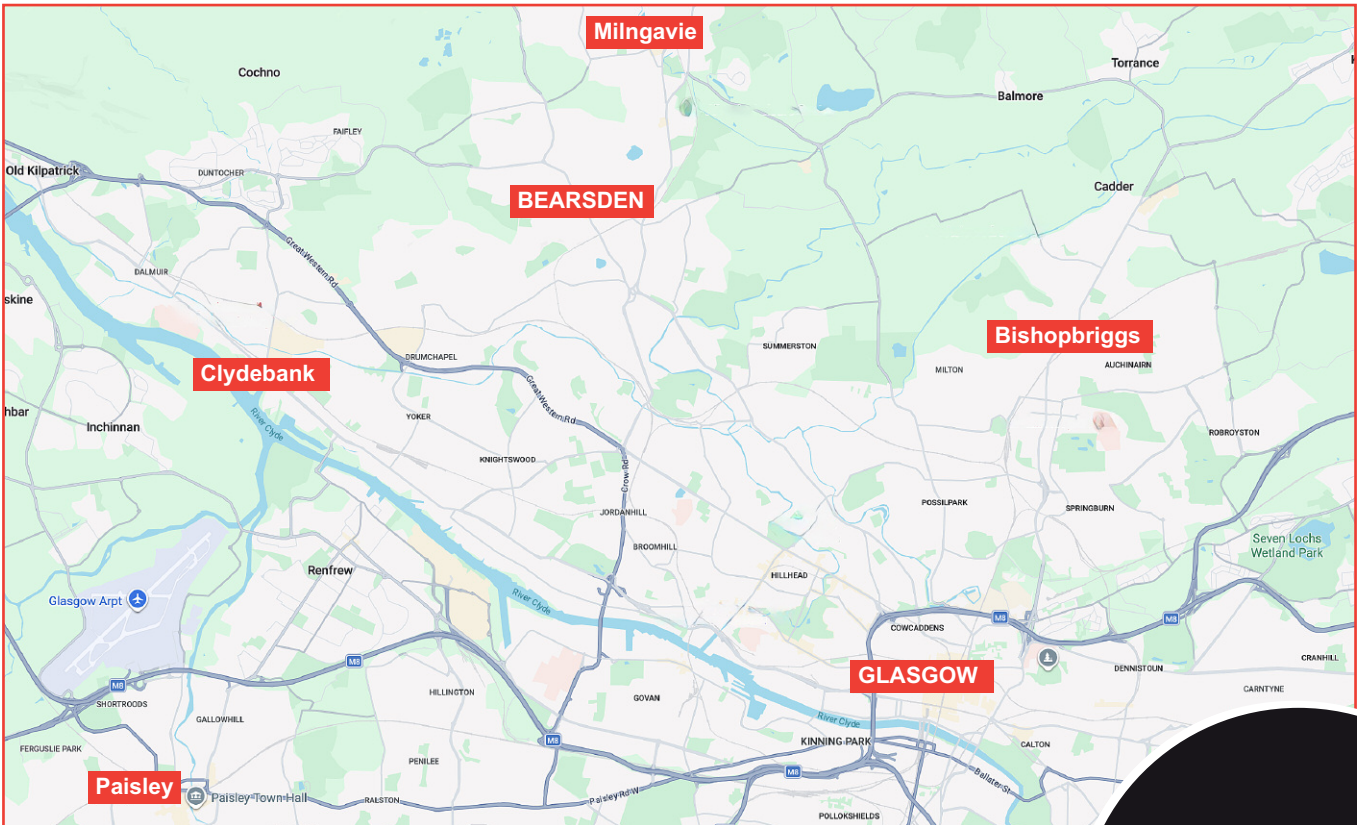 Milngavie
Torrance
Cochno
Balmore
FAIFLEY
Old Kilpatrick
DUNTOCHER
Cadder
BEARSDEN
Great Western Rd
DALMUIR
skine
Bishopbriggs
SUMMERSTON
DRUMCHAPEL
AUCHINAIRN
MILTON
Clydebank
Great Western Rd
hbar
YOKER
Inchinnan
River Clyde
ROBROYSTON
KNIGHTSWOOD
Crow Rd
POSSILPARK
SPRINGBURN
JORDANHILL
Seven Lochs
Wetland Park
BROOMHILL
Renfrew
HILLHEAD
Glasgow Arpt
River Clyde
M8
M8
COWCADDENS
CRANHILL
M8
DENNISTOUN
GLASGOW
M8
CARNTYNE
HILLINGTON
GOVAN
SHORTROODS
GALLOWHILL
River Clyde
M8
KINNING PARK
CALTON
FERGUSLIE PARK
PENILEE
M8
Ballater St
Paisley
Paisley Town Hall
RALSTON
Paisley Rd W
POLLOKSHIELDS